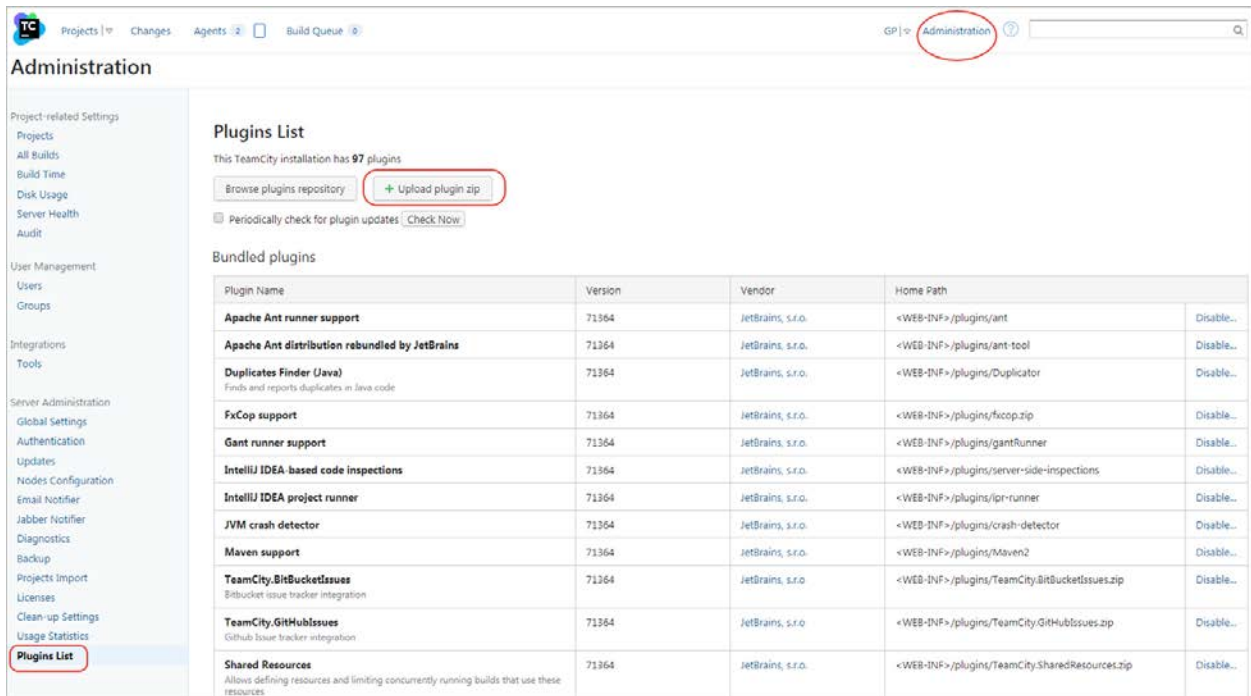 TC
Projects
Changes
Agents 2
Build Queue 0
GP
Administration
?
Administration
Project-related Settings
Projects
All Builds
Build Time
Disk Usage
Server Health
Audit
User Management
Users
Groups
Integrations
Tools
Server Administration
Global Settings
Authentication
Updates
Nodes Configuration
Email Notifier
Jabber Notifier
Diagnostics
Backup
Projects Import
Licenses
Clean-up Settings
Usage Statistics
Plugins List
Plugins List
This TeamCity installation has 97 plugins
Browse plugins repository
+ Upload plugin zip
Periodically check for plugin updates Check Now
Bundled plugins
Plugin Name Version Vendor Home Path
Apache Ant runner support 71364 JetBrains, s.r.o. <WEB-INF>/plugins/ant Disable...
Apache Ant distribution rebundled by JetBrains 71364 JetBrains, s.r.o. <WEB-INF>/plugins/ant-tool Disable...
Duplicates Finder (Java) 71364 JetBrains, s.r.o. <WEB-INF>/plugins/Duplicator Disable...
Finds and reports duplicates in Java code
FxCop support 71364 JetBrains, s.r.o. <WEB-INF>/plugins/fxcop.zip Disable...
Gant runner support 71364 JetBrains, s.r.o. <WEB-INF>/plugins/gantRunner Disable...
IntelliJ IDEA-based code inspections 71364 JetBrains, s.r.o. <WEB-INF>/plugins/server-side-inspections Disable...
IntelliJ IDEA project runner 71364 JetBrains, s.r.o. <WEB-INF>/plugins/ipr-runner Disable...
JVM crash detector 71364 JetBrains, s.r.o. <WEB-INF>/plugins/crash-detector Disable...
Maven support 71364 JetBrains, s.r.o. <WEB-INF>/plugins/Maven2 Disable...
TeamCity.BitBucketIssues 71364 JetBrains, s.r.o <WEB-INF>/plugins/TeamCity.BitBucketIssues.zip Disable...
Bitbucket issue tracker integration
TeamCity.GitHubIssues 71364 JetBrains, s.r.o <WEB-INF>/plugins/TeamCity.GitHubIssues.zip Disable...
Github Issue tracker integration
Shared Resources 71364 JetBrains, s.r.o. <WEB-INF>/plugins/TeamCity.SharedResources.zip Disable...
Allows defining resources and limiting concurrently running builds that use these
resources